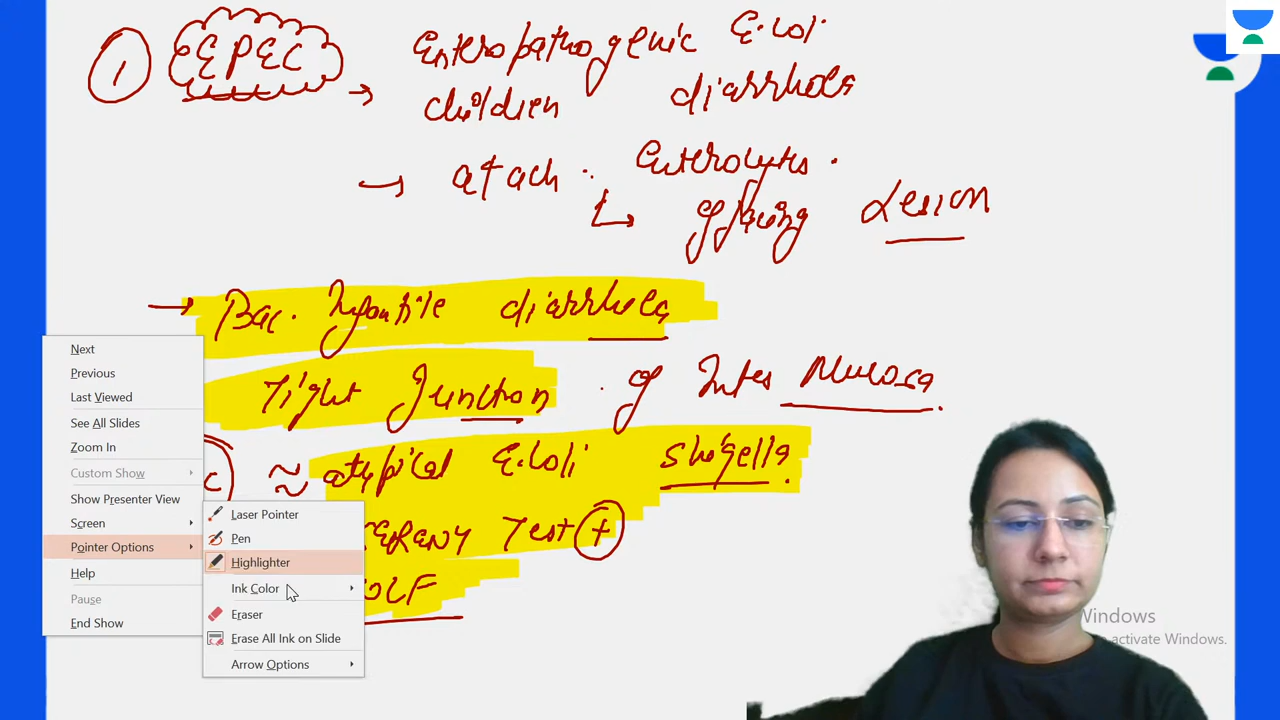 1 EPEC → Enteropathogenic E.coli
children diarrhoea
→ attach .. Enterocytes .
↳ effacing Lesion
→ Bac. Infantile diarrhoea
Tight Junction . of Intes Mucosa.
C ≈ atypical E.coli shigella.
Test +
Next
Previous
Last Viewed
See All Slides
Zoom In
Custom Show
Show Presenter View
Screen
Pointer Options
Help
Pause
End Show
Laser Pointer
Pen
Highlighter
Ink Color
Eraser
Erase All Ink on Slide
Arrow Options
Windows
activate Windows.